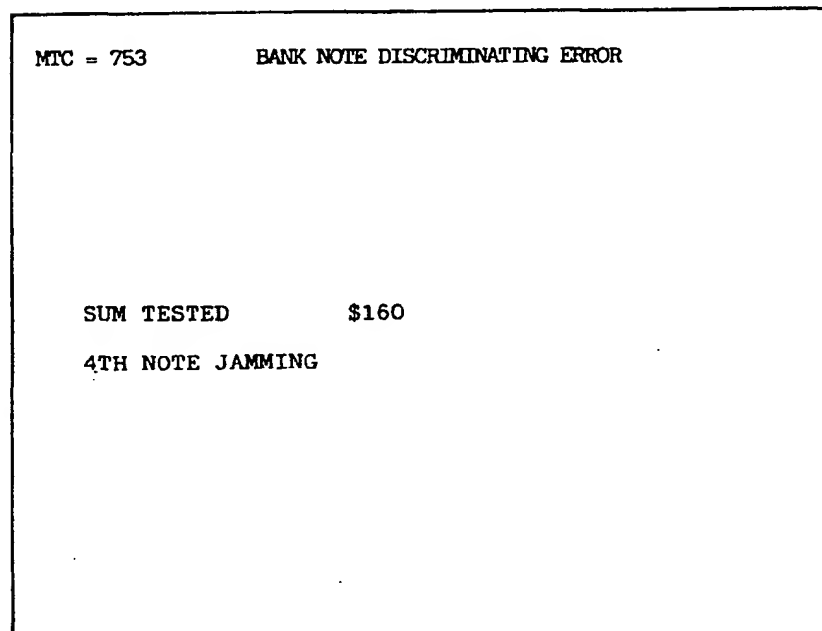 MTC = 753 BANK NOTE DISCRIMINATING ERROR
SUM TESTED $160
4TH NOTE JAMMING